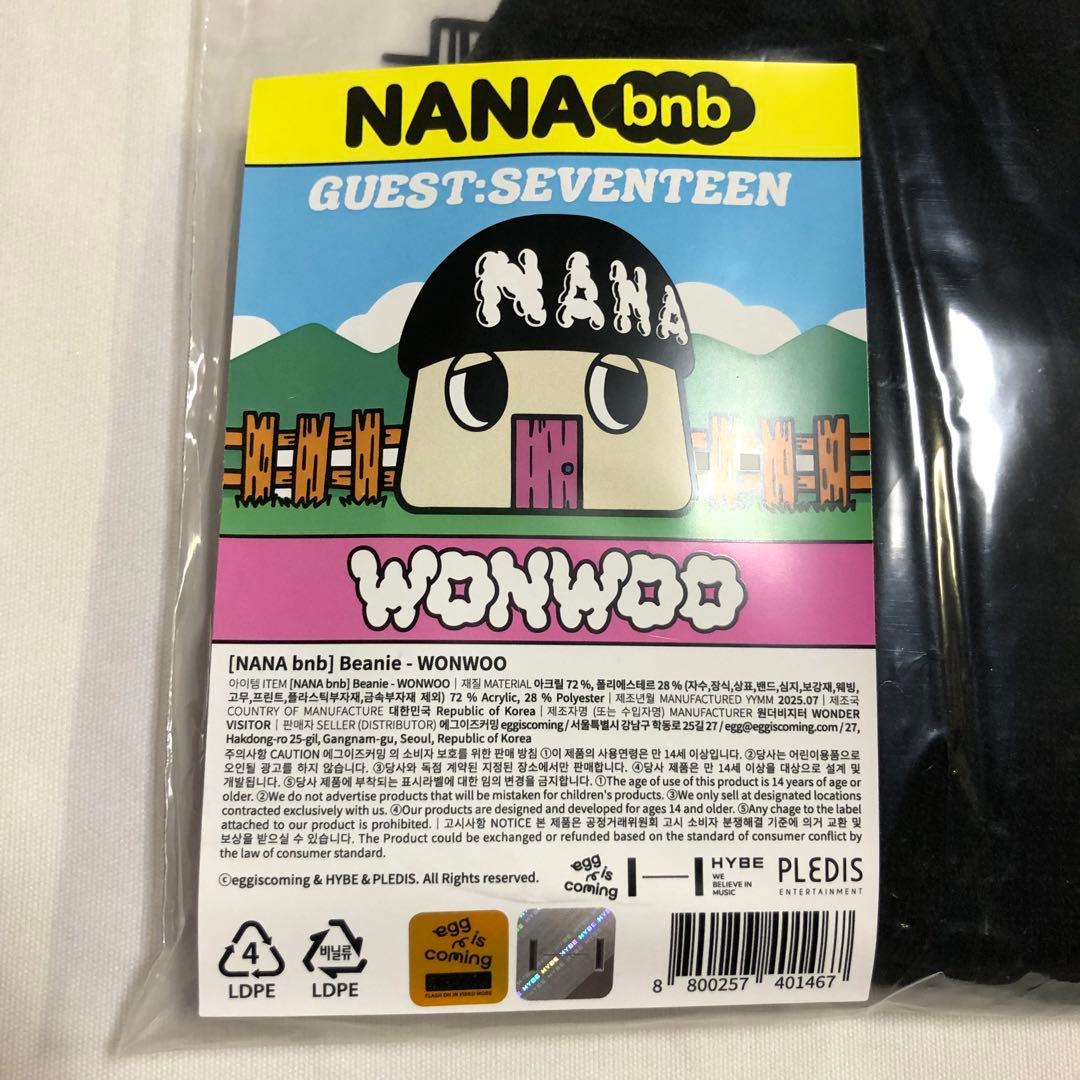 NANA bnb
GUEST:SEVENTEEN
NANA
WONWOO
[NANA bnb] Beanie - WONWOO
아이템 ITEM [NANA bnb] Beanie - WONWOO | 재질 MATERIAL 아크릴 72 %, 폴리에스테르 28 % (자수,장식,상표,밴드,심지,보강재,웨빙,
고무,프린트,플라스틱부자재,금속부자재 제외) 72 % Acrylic, 28 % Polyester | 제조년월 MANUFACTURED YYMM 2025.07 | 제조국
COUNTRY OF MANUFACTURE 대한민국 Republic of Korea | 제조자명 (또는 수입자명) MANUFACTURER 원더비지터 WONDER
VISITOR | 판매자 SELLER (DISTRIBUTOR) 에그이즈커밍 eggiscoming / 서울특별시 강남구 학동로 25길 27 / egg@eggiscoming.com / 27,
Hakdong-ro 25-gil, Gangnam-gu, Seoul, Republic of Korea
주의사항 CAUTION 에그이즈커밍 의 소비자 보호를 위한 판매 방침 ①이 제품의 사용연령은 만 14세 이상입니다. ②당사는 어린이용품으로
오인될 광고를 하지 않습니다. ③당사와 독점 계약된 지정된 장소에서만 판매합니다. ④당사 제품은 만 14세 이상을 대상으로 설계 및
개발됩니다. ⑤당사 제품에 부착되는 표시라벨에 대한 임의 변경을 금지합니다. ①The age of use of this product is 14 years of age or
older. ②We do not advertise products that will be mistaken for children's products. ③We only sell at designated locations
contracted exclusively with us. ④Our products are designed and developed for ages 14 and older. ⑤Any chage to the label
attached to our product is prohibited. | 고시사항 NOTICE 본 제품은 공정거래위원회 고시 소비자 분쟁해결 기준에 의거 교환 및
보상을 받으실 수 있습니다. The Product could be exchanged or refunded based on the standard of consumer conflict by
the law of consumer standard.
ⓒeggiscoming & HYBE & PLEDIS. All Rights reserved.
egg is coming
HYBE
WE
BELIEVE IN
MUSIC
PLEDIS
ENTERTAINMENT
4
LDPE
비닐류
LDPE
egg is coming
FLASH ON IN VIDEO MODE
HYBE HYBE HYBE
8 800257 401467